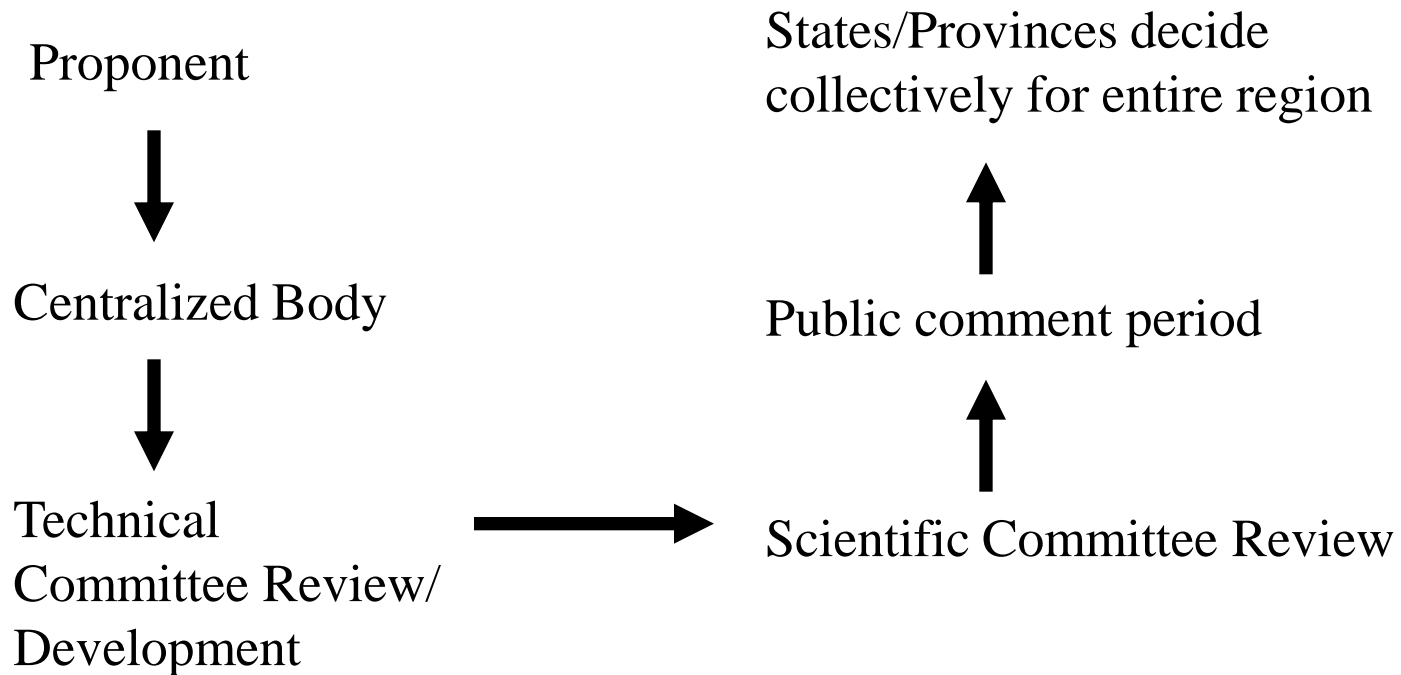 Proponent
Centralized Body
Technical
Committee Review/
Development
Scientific Committee Review
Public comment period
States/Provinces decide
collectively for entire region